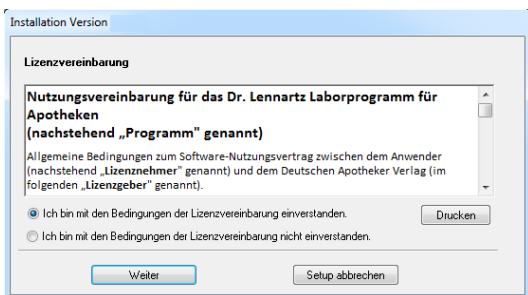 Installation Version
Lizenzvereinbarung
Nutzungsvereinbarung für das Dr. Lennartz Laborprogramm für
Apotheken
(nachstehend „Programm" genannt)
Allgemeine Bedingungen zum Software-Nutzungsvertrag zwischen dem Anwender
(nachstehend „Lizenznehmer" genannt) und dem Deutschen Apotheker Verlag (im
folgenden „Lizenzgeber" genannt).
Ich bin mit den Bedingungen der Lizenzvereinbarung einverstanden.
Drucken
Ich bin mit den Bedingungen der Lizenzvereinbarung nicht einverstanden.
Weiter
Setup abbrechen